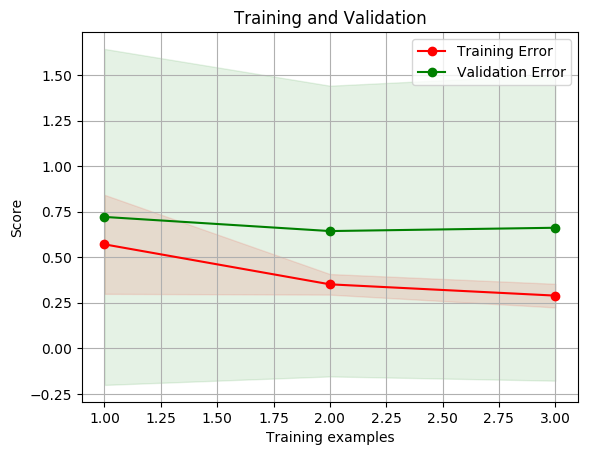 Training and Validation
Training Error
Validation Error
Score
1.50
1.25
1.00
0.75
0.50
0.25
0.00
−0.25
1.00 1.25 1.50 1.75 2.00 2.25 2.50 2.75 3.00
Training examples